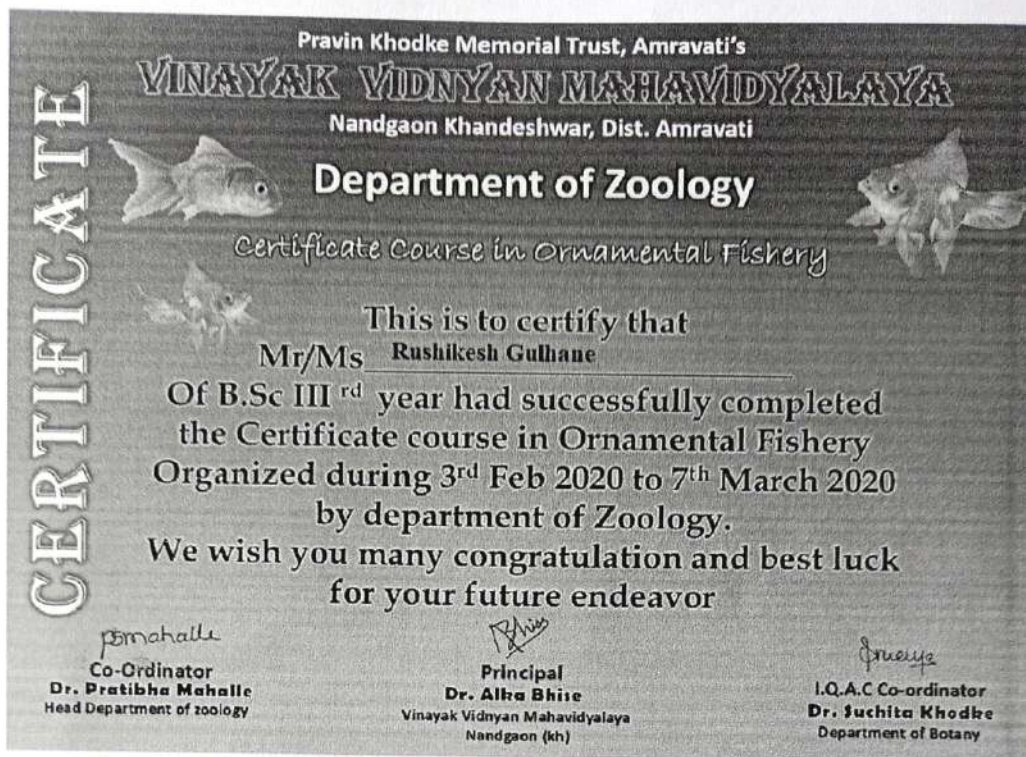 Pravin Khodke Memorial Trust, Amravati's
VINAYAK VIDNYAN MAHAVIDYALAYA
Nandgaon Khandeshwar, Dist. Amravati
Department of Zoology
Certificate Course in Ornamental Fishery
CERTIFICATE
This is to certify that
Mr/Ms Rushikesh Gulhane
Of B.Sc III rd year had successfully completed
the Certificate course in Ornamental Fishery
Organized during 3rd Feb 2020 to 7th March 2020
by department of Zoology.
We wish you many congratulation and best luck
for your future endeavor
psmahalle
Co-Ordinator
Dr. Pratibha Mahalle
Head Department of zoology
Principal
Dr. Alka Bhise
Vinayak Vidnyan Mahavidyalaya
Nandgaon (kh)
I.Q.A.C Co-ordinator
Dr. Suchita Khodke
Department of Botany